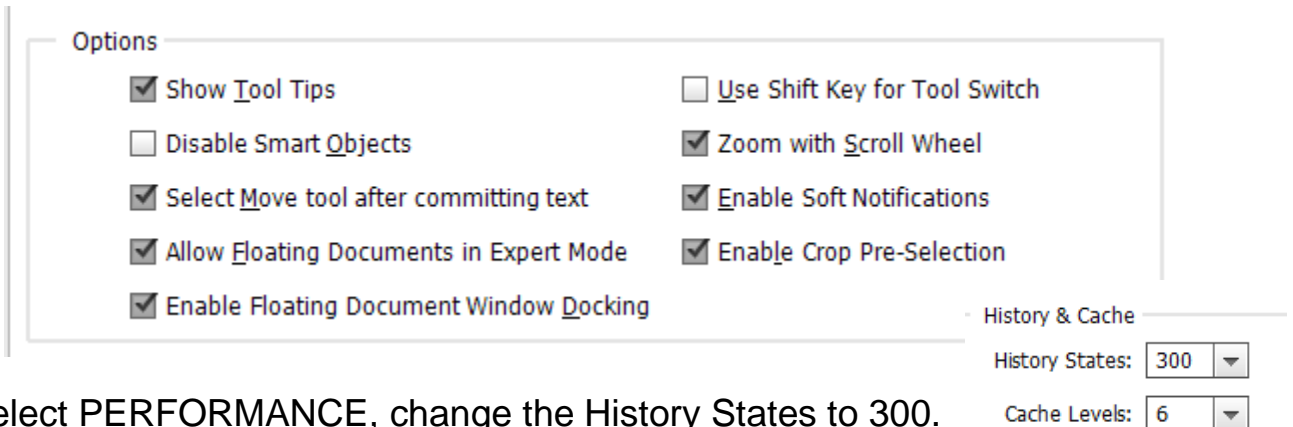 Options
Show Tool Tips
Use Shift Key for Tool Switch
Disable Smart Objects
Zoom with Scroll Wheel
Select Move tool after committing text
Enable Soft Notifications
Allow Floating Documents in Expert Mode
Enable Crop Pre-Selection
Enable Floating Document Window Docking
History & Cache
History States: 300
PERFORMANCE, change the History States to 300.
Cache Levels: 6